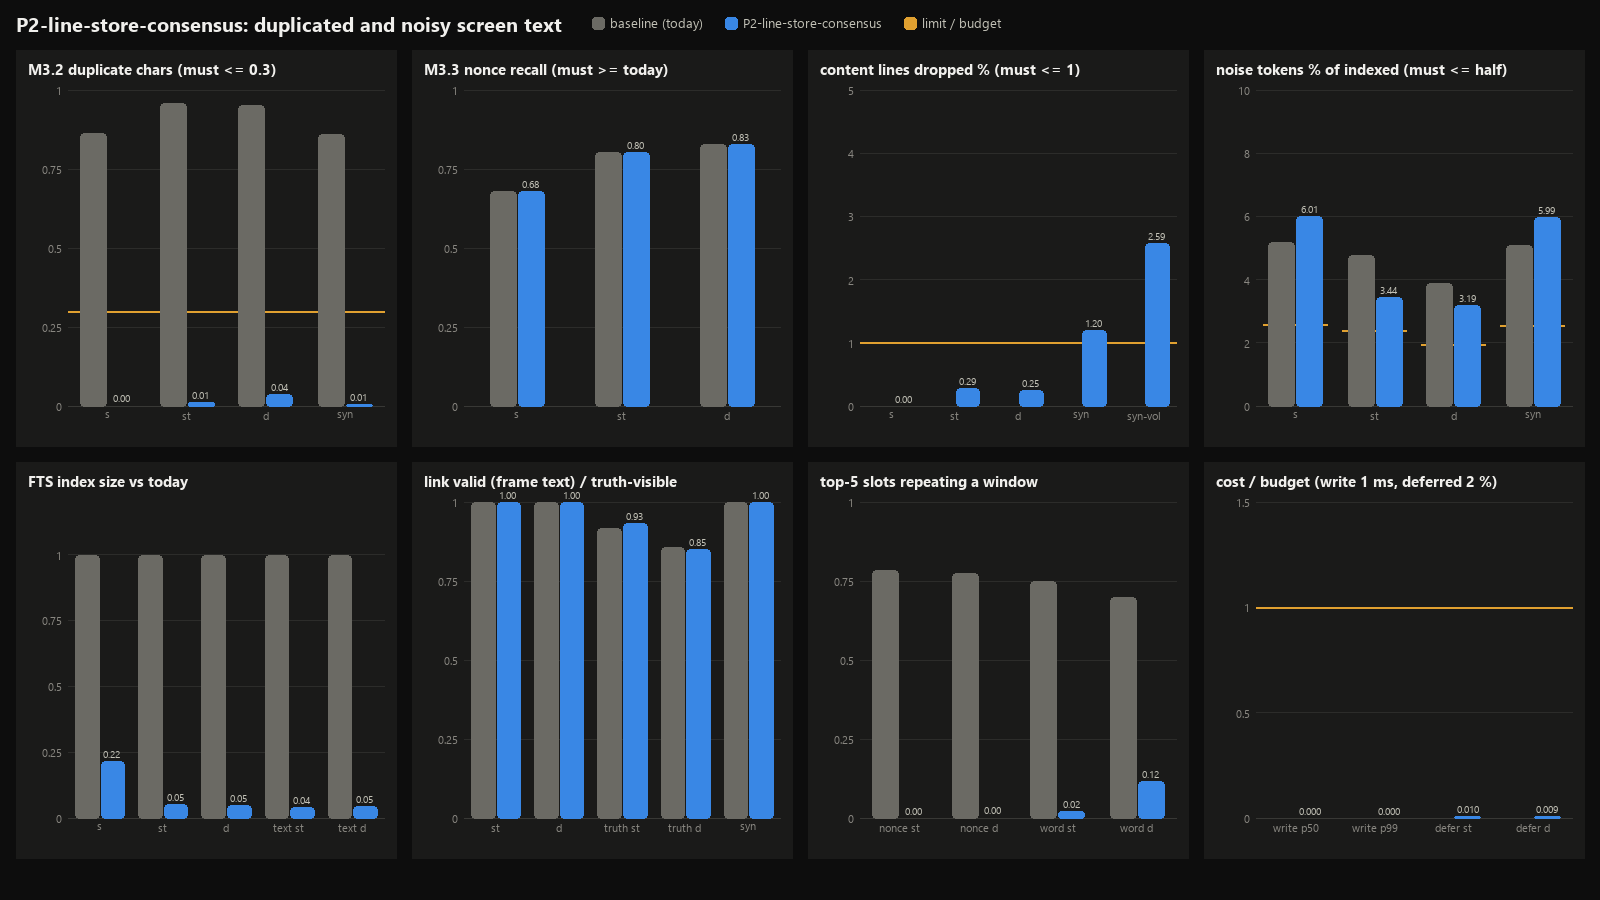 P2-line-store-consensus: duplicated and noisy screen text
baseline (today)
P2-line-store-consensus
limit / budget
M3.2 duplicate chars (must <= 0.3)
1
0.75
0.5
0.25
0
0.00
0.01
0.04
0.01
s
st
d
syn
M3.3 nonce recall (must >= today)
1
0.75
0.5
0.25
0
0.68
0.80
0.83
s
st
d
content lines dropped % (must <= 1)
5
4
3
2
1
0
0.00
0.29
0.25
1.20
2.59
s
st
d
syn
syn-vol
noise tokens % of indexed (must <= half)
10
8
6
4
2
0
6.01
3.44
3.19
5.99
s
st
d
syn
FTS index size vs today
1
0.75
0.5
0.25
0
0.22
0.05
0.05
0.04
0.05
s
st
d
text st
text d
link valid (frame text) / truth-visible
1
0.75
0.5
0.25
0
1.00
1.00
0.93
0.85
1.00
st
d
truth st
truth d
syn
top-5 slots repeating a window
1
0.75
0.5
0.25
0
0.00
0.00
0.02
0.12
nonce st
nonce d
word st
word d
cost / budget (write 1 ms, deferred 2 %)
1.5
1
0.5
0
0.000
0.000
0.010
0.009
write p50
write p99
defer st
defer d